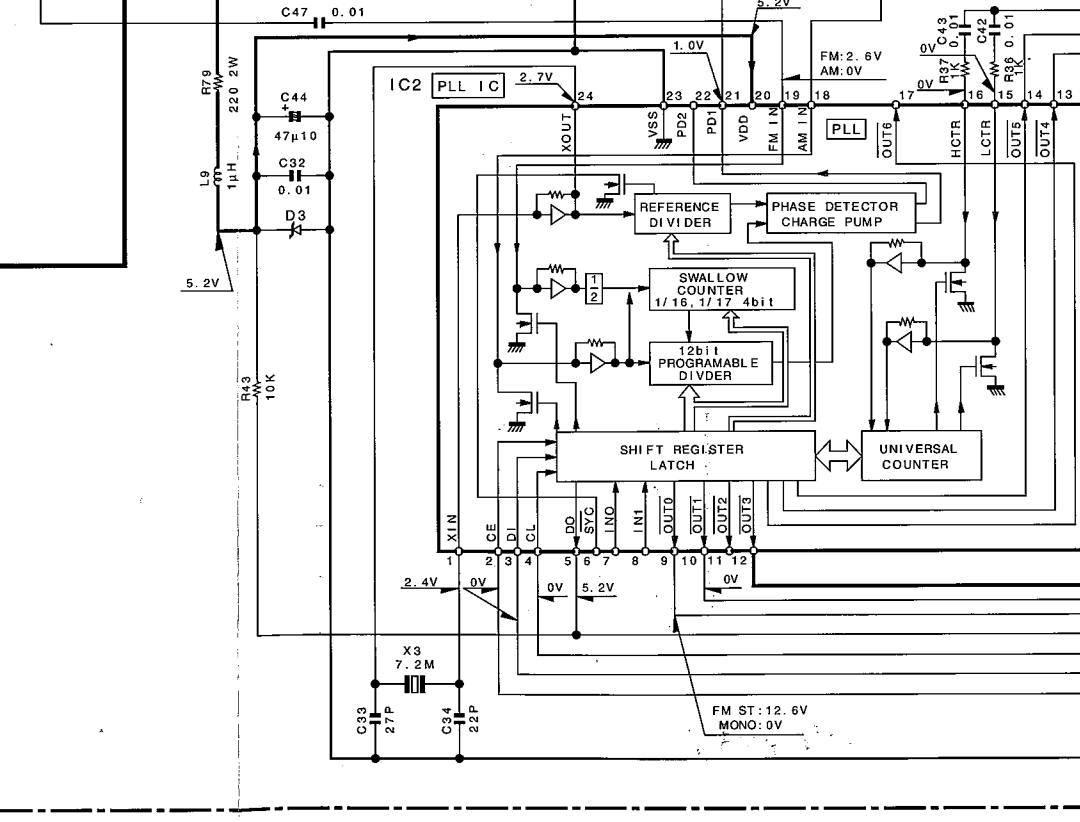 C47 0.01
5.2V
C43 0.01
C42 0.01
1.0V
0V
R37 1K
R36 1K
R79 220 2W
IC2 PLL IC
2.7V
FM:2.6V
AM:0V
0V
C44
+
47µ10
24
23
22
21
20
19
18
17
16
15
14
13
XOUT
VSS
PD2
PD1
VDD
FM IN
AM IN
PLL
OUT6
HCTR
LCTR
OUT5
OUT4
L9 1µH
C32
0.01
D3
REFERENCE
DIVIDER
PHASE DETECTOR
CHARGE PUMP
5.2V
1
2
SWALLOW
COUNTER
1/16,1/17 4bit
12bit
PROGRAMABLE
DIVDER
R43 10K
SHIFT REGISTER
LATCH
UNIVERSAL
COUNTER
XIN
CE
DI
CL
DO
SYC
INO
IN1
OUT0
OUT1
OUT2
OUT3
1
2
3
4
5
6
7
8
9
10
11
12
2.4V
0V
0V
5.2V
0V
X3
7.2M
C33 27P
C34 22P
FM ST:12.6V
MONO:0V